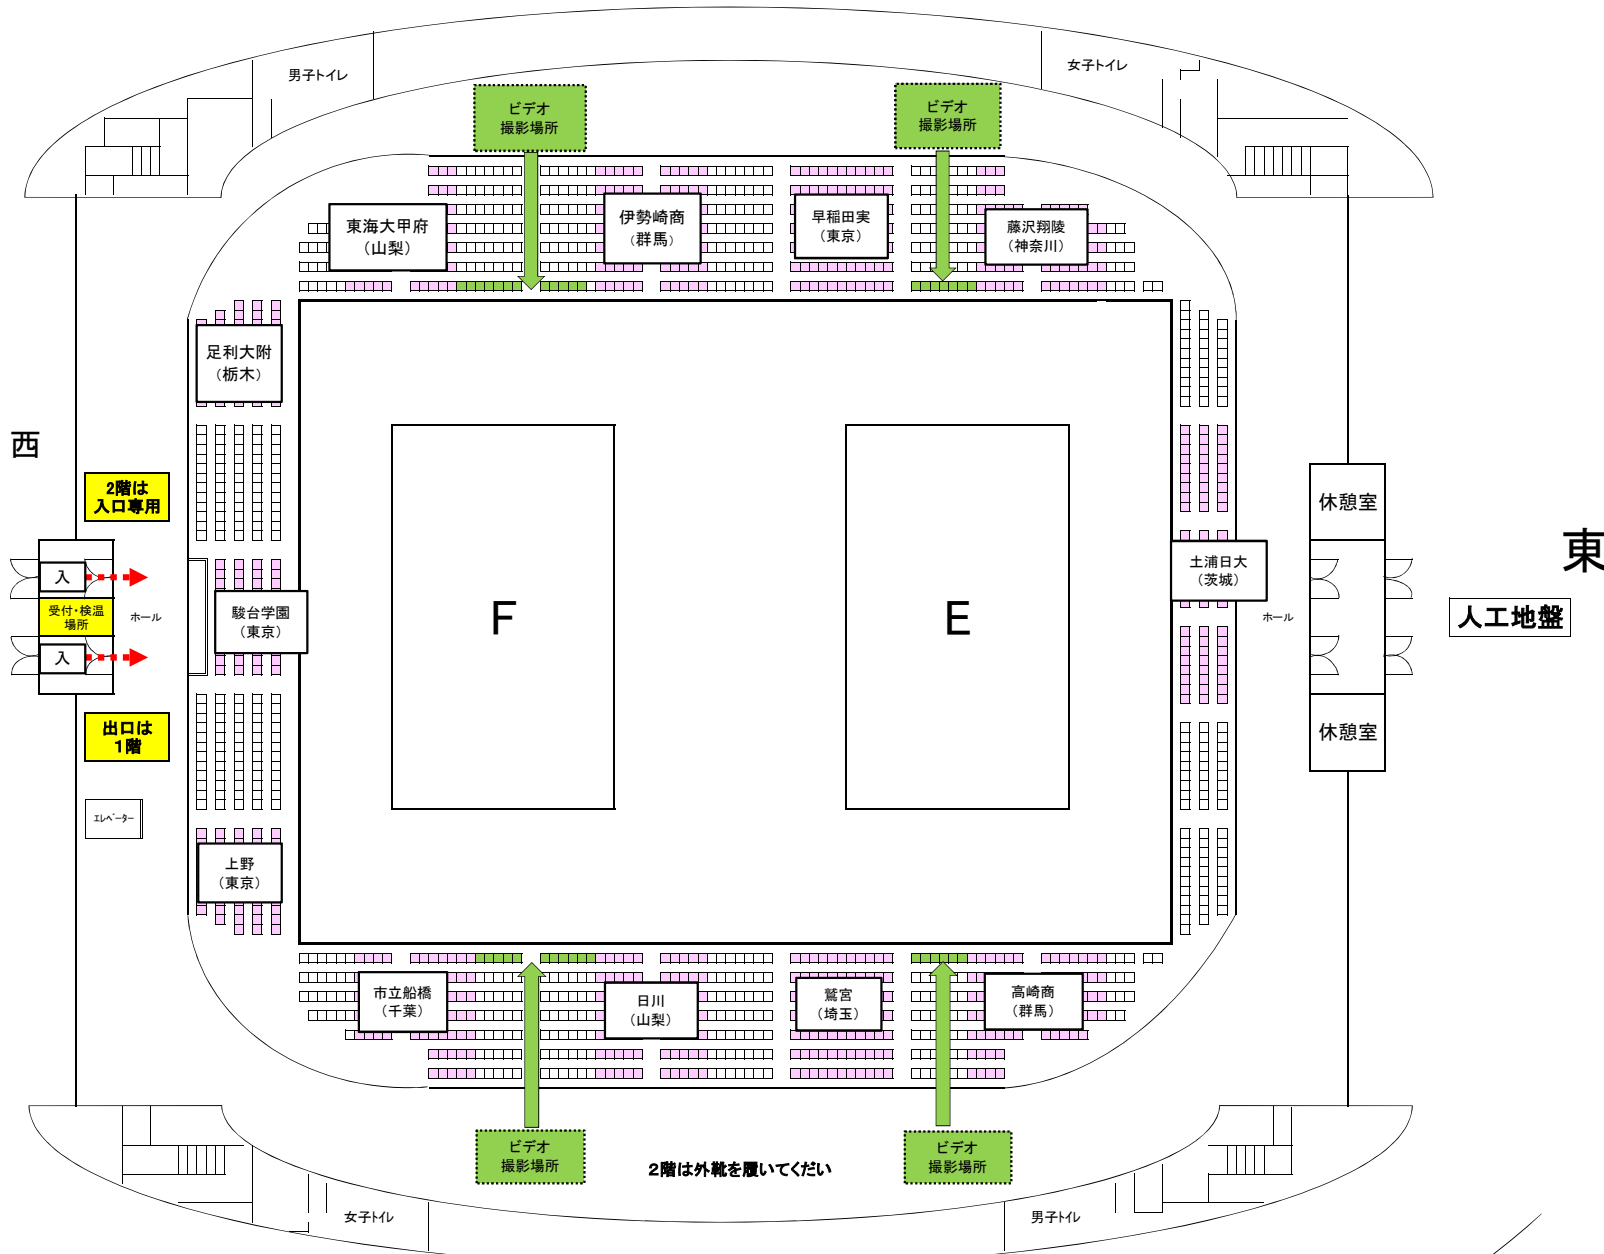 男子トイレ
女子トイレ
ビデオ
撮影場所
ビデオ
撮影場所
東海大甲府
（山梨）
伊勢崎商
（群馬）
早稲田実
（東京）
藤沢翔陵
（神奈川）
足利大附
（栃木）
西
2階は
入口専用
入
受付・検温
場所
入
ホール
駿台学園
（東京）
F
E
土浦日大
（茨城）
ホール
休憩室
休憩室
東
人工地盤
出口は
1階
エレベーター
上野
（東京）
市立船橋
（千葉）
日川
（山梨）
鷲宮
（埼玉）
高崎商
（群馬）
ビデオ
撮影場所
2階は外靴を履いてくだい
ビデオ
撮影場所
女子トイレ
男子トイレ